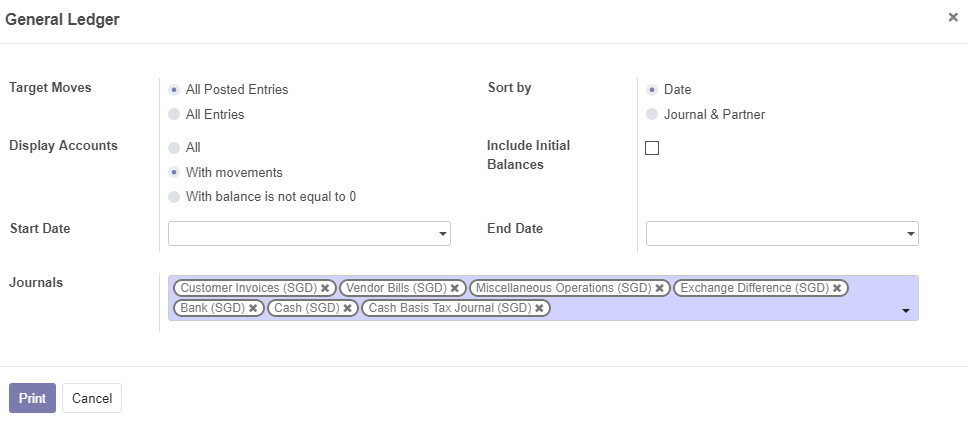 General Ledger
Target Moves
All Posted Entries
All Entries
Sort by
Date
Journal & Partner
Display Accounts
All
With movements
With balance is not equal to 0
Include Initial
Balances
Start Date
End Date
Journals
Customer Invoices (SGD) Vendor Bills (SGD) Miscellaneous Operations (SGD) Exchange Difference (SGD)
Bank (SGD) Cash (SGD) Cash Basis Tax Journal (SGD)
Print Cancel